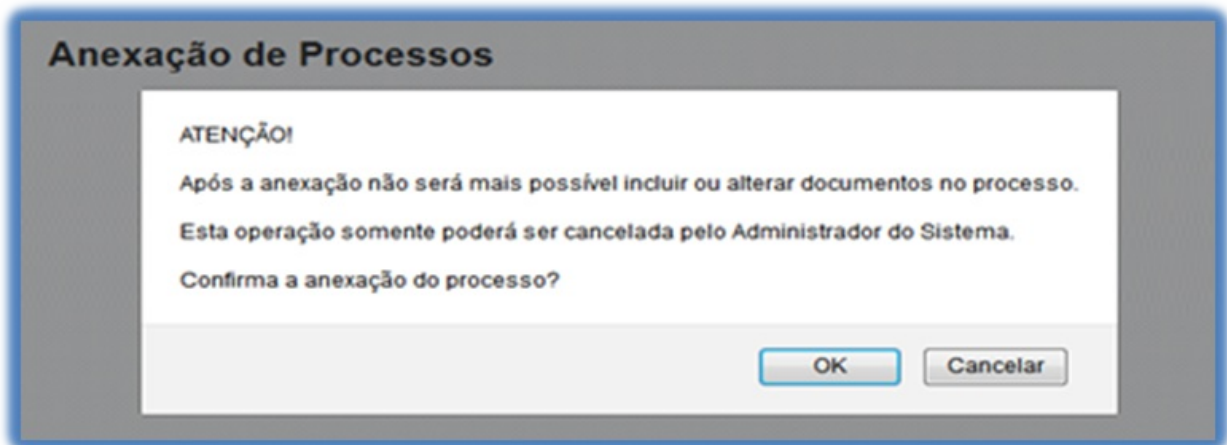 Anexação de Processos
ATENÇÃO!
Após a anexação não será mais possível incluir ou alterar documentos no processo.
Esta operação somente poderá ser cancelada pelo Administrador do Sistema.
Confirma a anexação do processo?
OK Cancelar